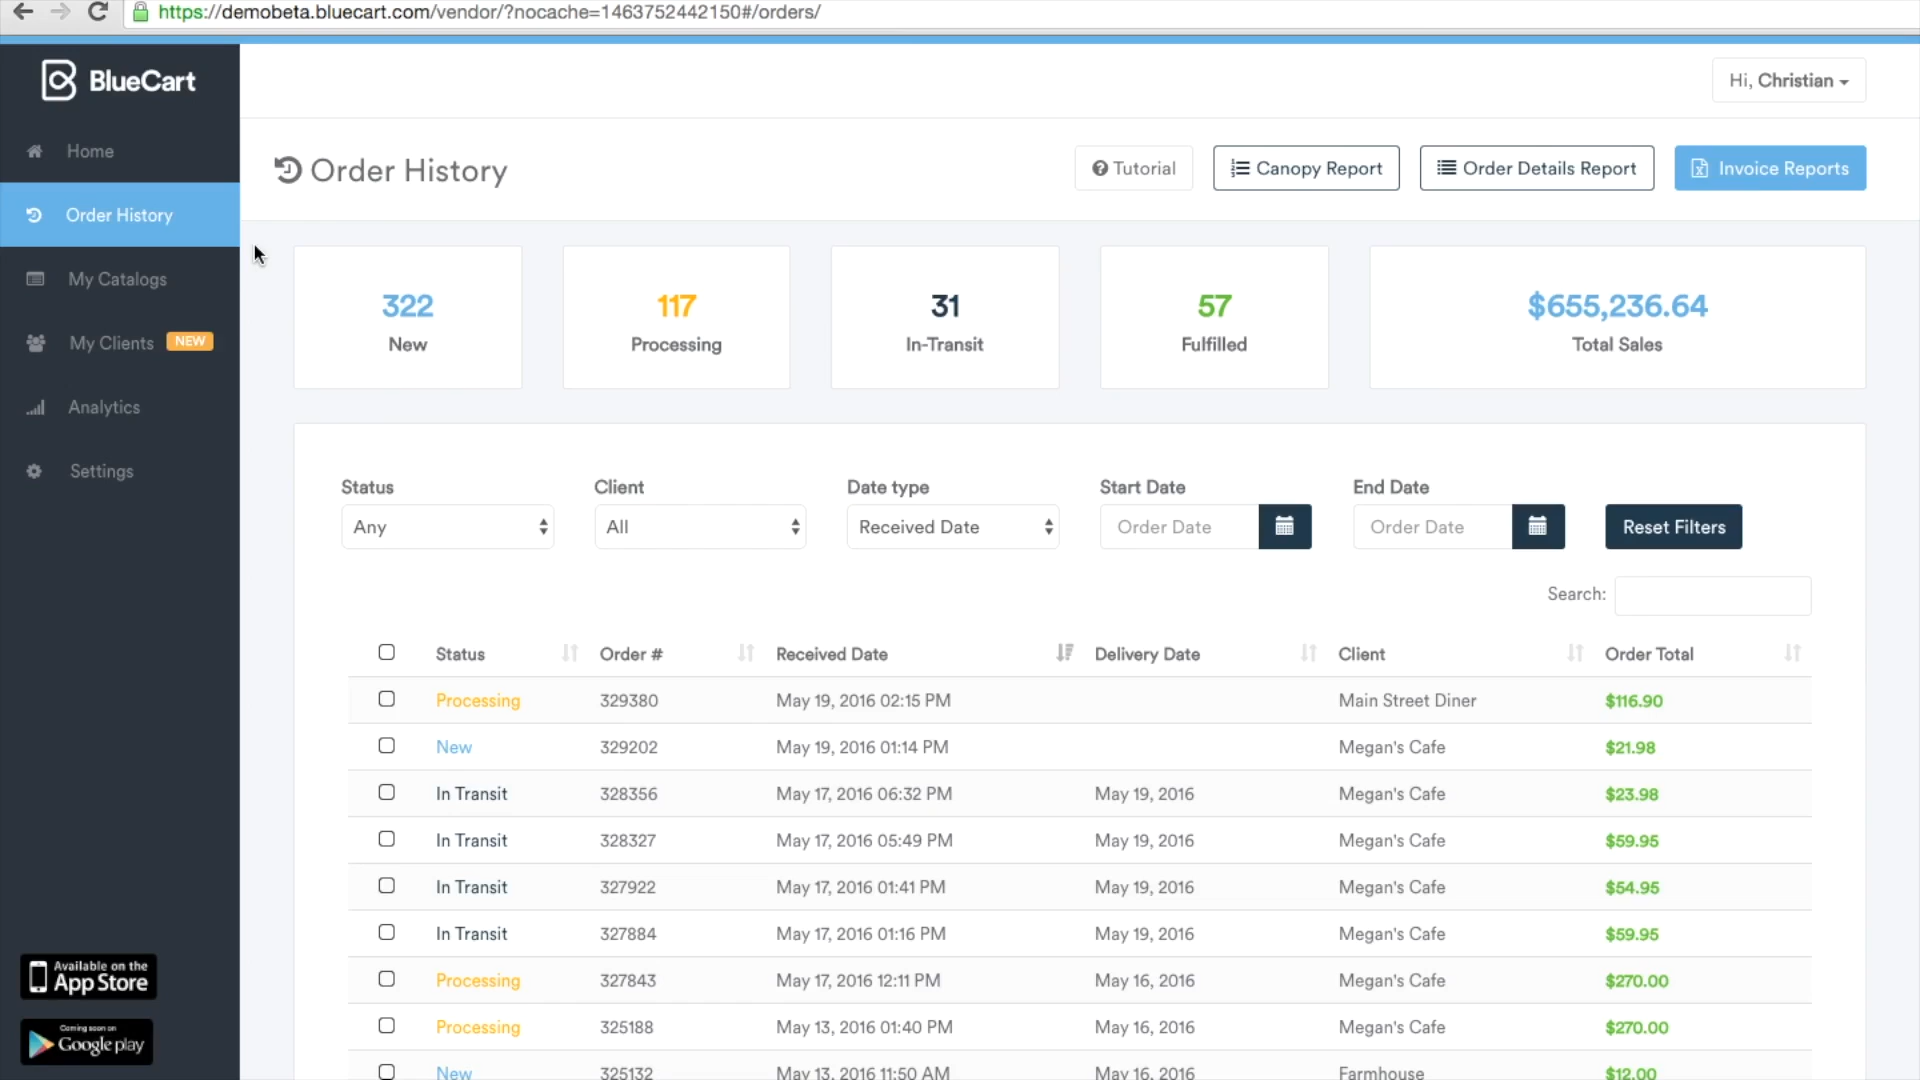 https://demobeta.bluecart.com/vendor/?nocache=1463752442150#/orders/
BlueCart
Hi, Christian
Home
Order History
My Catalogs
My Clients NEW
Analytics
Settings
Available on the
App Store
Coming soon on
Google play
Order History
Tutorial
Canopy Report
Order Details Report
Invoice Reports
322
New
117
Processing
31
In-Transit
57
Fulfilled
$655,236.64
Total Sales
Status Client Date type Start Date End Date
Any All Received Date Order Date Order Date Reset Filters
Search:
Status Order # Received Date Delivery Date Client Order Total
Processing 329380 May 19, 2016 02:15 PM Main Street Diner $116.90
New 329202 May 19, 2016 01:14 PM Megan's Cafe $21.98
In Transit 328356 May 17, 2016 06:32 PM May 19, 2016 Megan's Cafe $23.98
In Transit 328327 May 17, 2016 05:49 PM May 19, 2016 Megan's Cafe $59.95
In Transit 327922 May 17, 2016 01:41 PM May 19, 2016 Megan's Cafe $54.95
In Transit 327884 May 17, 2016 01:16 PM May 19, 2016 Megan's Cafe $59.95
Processing 327843 May 17, 2016 12:11 PM May 16, 2016 Megan's Cafe $270.00
Processing 325188 May 13, 2016 01:40 PM May 16, 2016 Megan's Cafe $270.00
New 325132 May 13, 2016 11:50 AM May 16, 2016 Farmhouse $12.00